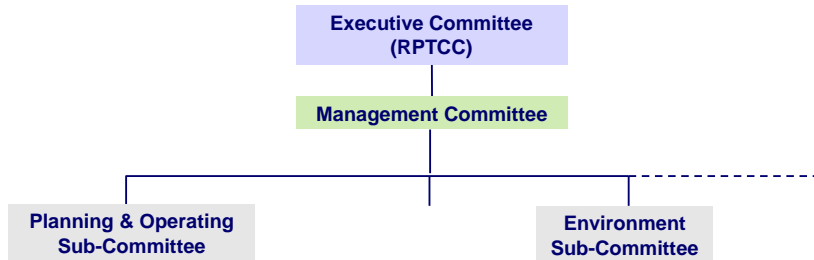 Executive Committee
(RPTCC)
Management Committee
Planning & Operating
Sub-Committee
Environment
Sub-Committee